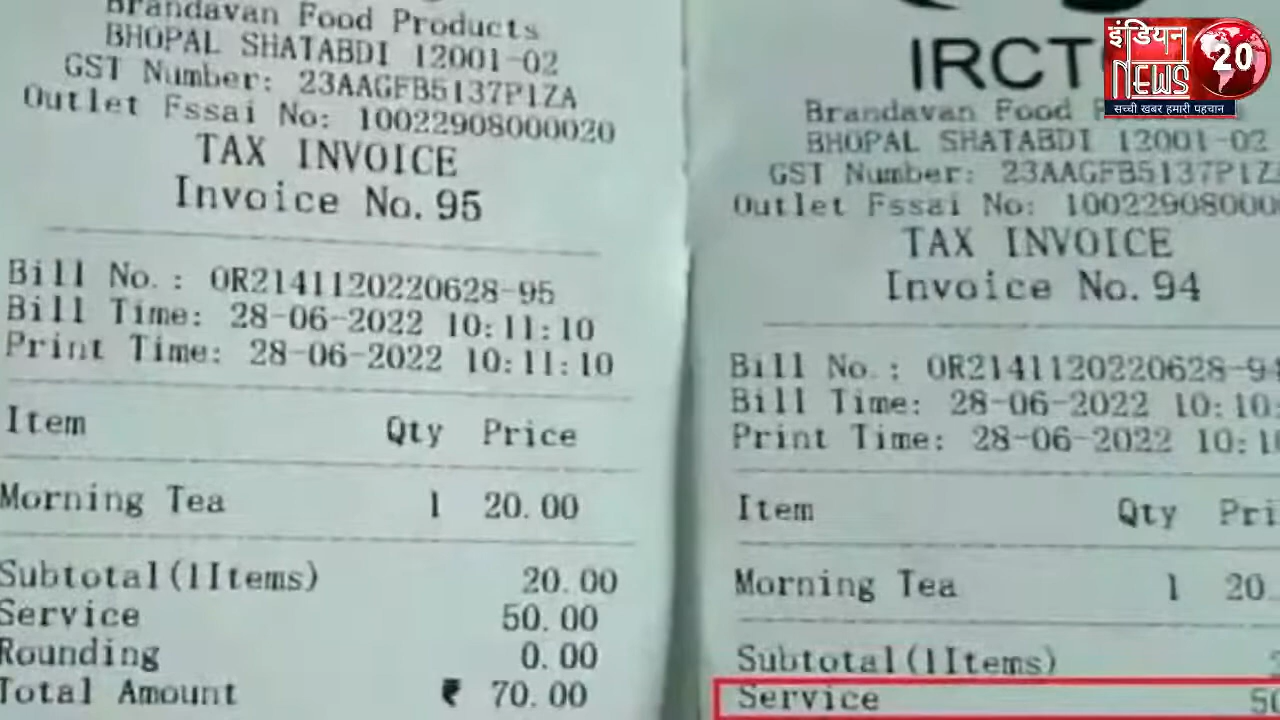 Brandavan Food Products
BHOPAL SHATABDI 12001-02
GST Number: 23AAGFB5137P1ZA
Outlet Fssai No: 10022908000020
TAX INVOICE
Invoice No. 95
Bill No.: OR2141120220628-95
Bill Time: 28-06-2022 10:11:10
Print Time: 28-06-2022 10:11:10
Item Qty Price
Morning Tea 1 20.00
Subtotal(1Items) 20.00
Service 50.00
Rounding 0.00
Total Amount ₹ 70.00
IRCT
Brandavan Food
BHOPAL SHATABDI 12001-02
GST Number: 23AAGFB5137P1Z
Outlet Fssai No: 100229080000
TAX INVOICE
Invoice No. 94
Bill No.: OR2141120220628-94
Bill Time: 28-06-2022 10:10:
Print Time: 28-06-2022 10:10
Item Qty Pri
Morning Tea 1 20.
Subtotal(1Items)
Service 50
इंडियन
NEWS 20
सच्ची खबर हमारी पहचान